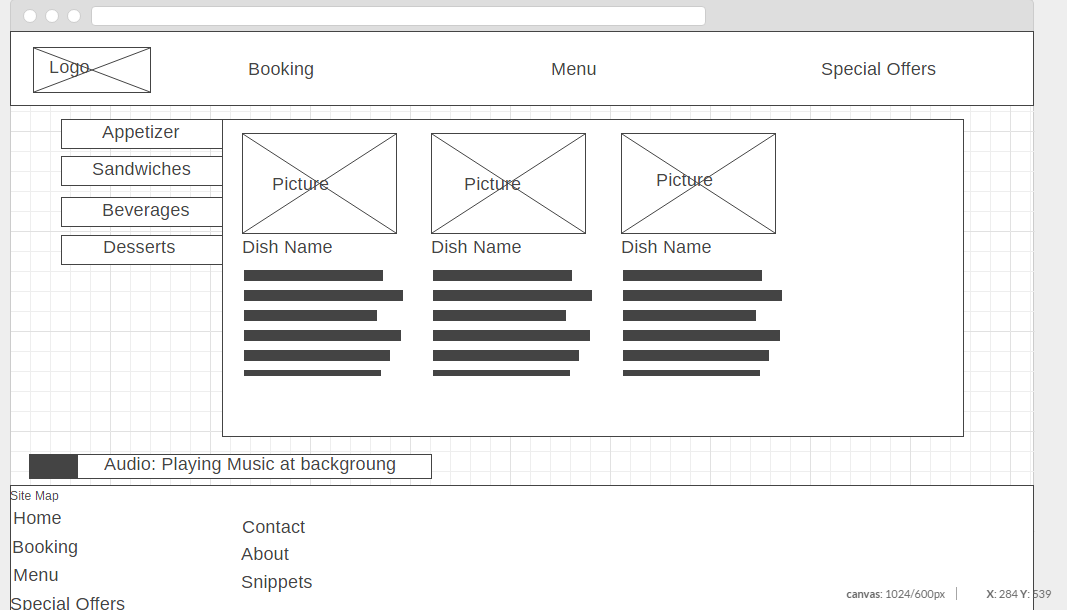 Logo
Booking
Menu
Special Offers
Appetizer
Sandwiches
Beverages
Desserts
Picture
Picture
Picture
Dish Name
Dish Name
Dish Name
Audio: Playing Music at backgroung
Site Map
Home
Booking
Menu
Special Offers
Contact
About
Snippets
canvas: 1024/600px
X: 284 Y: 539